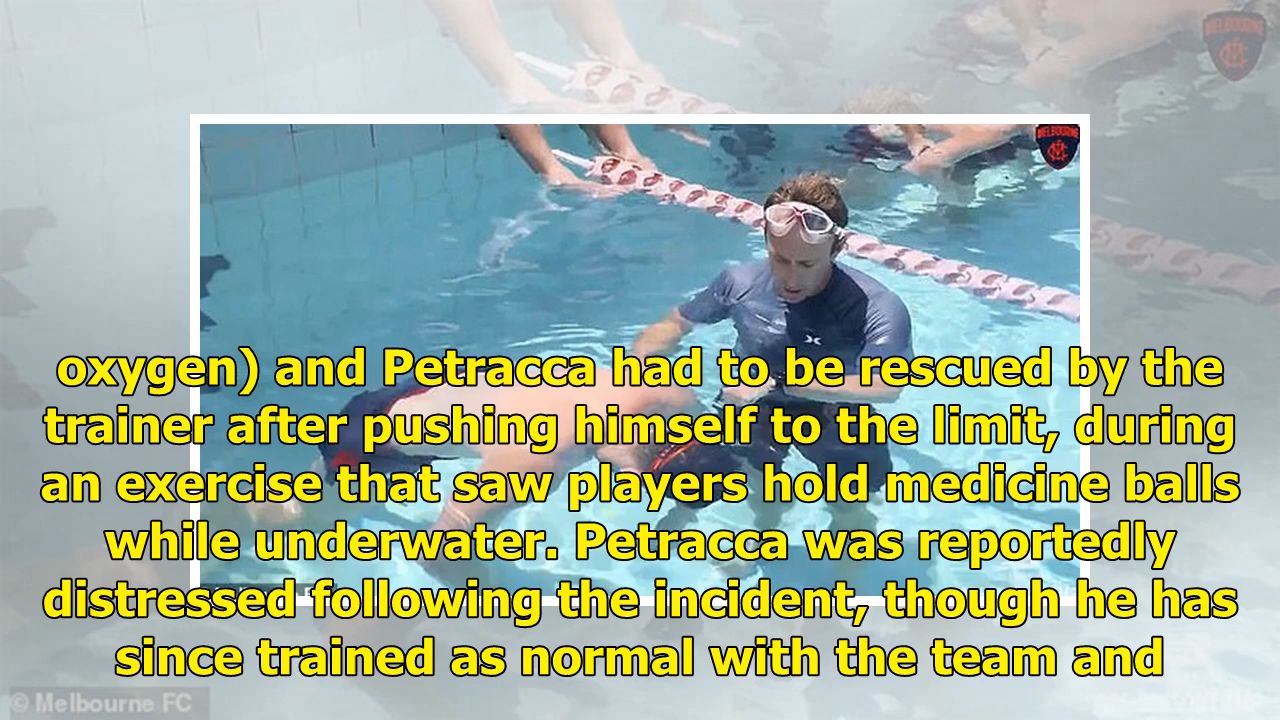 MELBOURNE
MELBOURNE
oxygen) and Petracca had to be rescued by the
trainer after pushing himself to the limit, during
an exercise that saw players hold medicine balls
while underwater. Petracca was reportedly
distressed following the incident, though he has
since trained as normal with the team and
© Melbourne FC